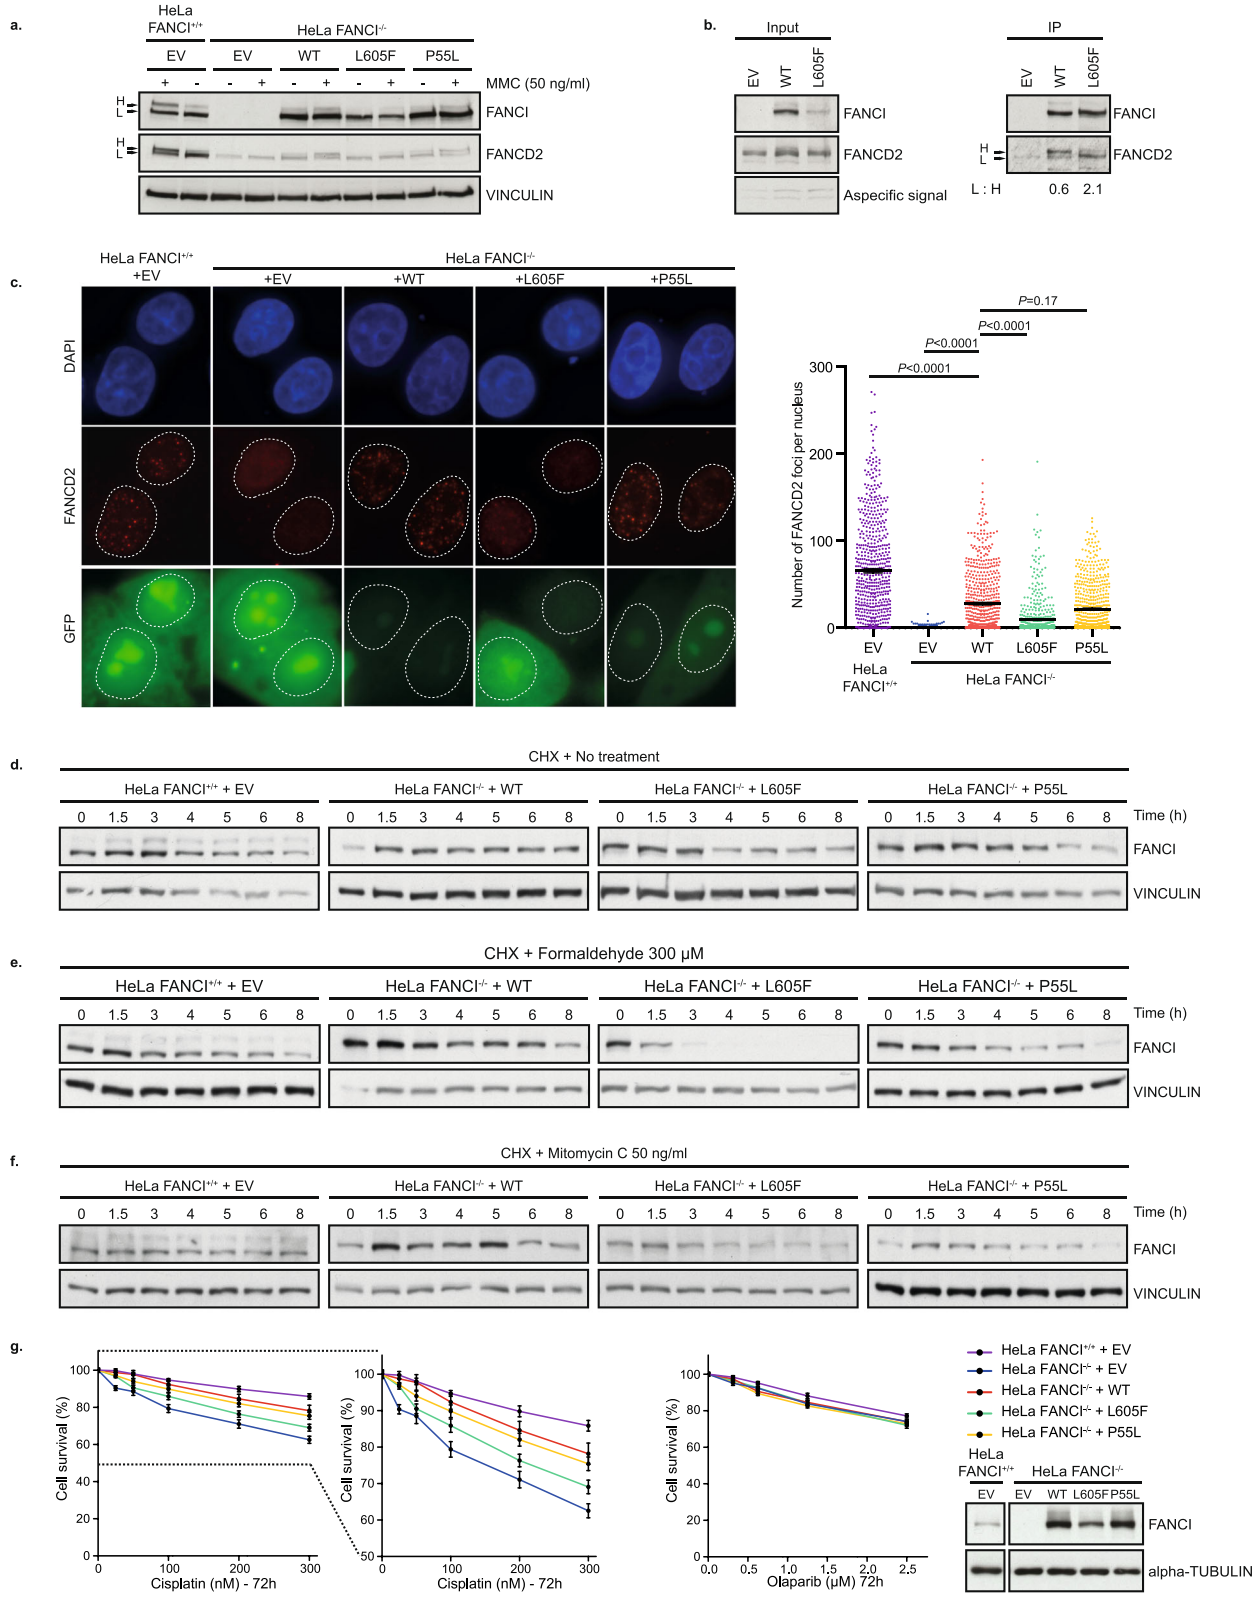 a.
HeLa
FANCI+/+
HeLa FANCI-/-
EV EV WT L605F P55L
+ - - + - + - + - + MMC (50 ng/ml)
H
L
FANCI
H
L
FANCD2
VINCULIN
b.
Input IP
EV WT L605F EV WT L605F
FANCI FANCI
FANCD2 H L FANCD2
Aspecific signal L : H 0.6 2.1
c.
HeLa FANCI+/+
+EV
HeLa FANCI-/-
+EV +WT +L605F +P55L
DAPI
FANCD2
GFP
P=0.17
P<0.0001
P<0.0001
P<0.0001
Number of FANCD2 foci per nucleus
300
200
100
0
EV EV WT L605F P55L
HeLa
FANCI+/+
HeLa FANCI-/-
d.
CHX + No treatment
HeLa FANCI+/+ + EV HeLa FANCI-/- + WT HeLa FANCI-/- + L605F HeLa FANCI-/- + P55L
0 1.5 3 4 5 6 8 0 1.5 3 4 5 6 8 0 1.5 3 4 5 6 8 0 1.5 3 4 5 6 8 Time (h)
FANCI
VINCULIN
e.
CHX + Formaldehyde 300 µM
HeLa FANCI+/+ + EV HeLa FANCI-/- + WT HeLa FANCI-/- + L605F HeLa FANCI-/- + P55L
0 1.5 3 4 5 6 8 0 1.5 3 4 5 6 8 0 1.5 3 4 5 6 8 0 1.5 3 4 5 6 8 Time (h)
FANCI
VINCULIN
f.
CHX + Mitomycin C 50 ng/ml
HeLa FANCI+/+ + EV HeLa FANCI-/- + WT HeLa FANCI-/- + L605F HeLa FANCI-/- + P55L
0 1.5 3 4 5 6 8 0 1.5 3 4 5 6 8 0 1.5 3 4 5 6 8 0 1.5 3 4 5 6 8 Time (h)
FANCI
VINCULIN
g.
Cell survival (%)
100
80
60
40
20
0
0 100 200 300
Cisplatin (nM) - 72h
Cell survival (%)
100
90
80
70
60
50
0 100 200 300
Cisplatin (nM) - 72h
Cell survival (%)
100
80
60
40
20
0
0.0 0.5 1.0 1.5 2.0 2.5
Olaparib (µM) 72h
HeLa FANCI+/+ + EV
HeLa FANCI-/- + EV
HeLa FANCI-/- + WT
HeLa FANCI-/- + L605F
HeLa FANCI-/- + P55L
HeLa
FANCI+/+
HeLa FANCI-/-
EV EV WT L605F P55L
FANCI
alpha-TUBULIN